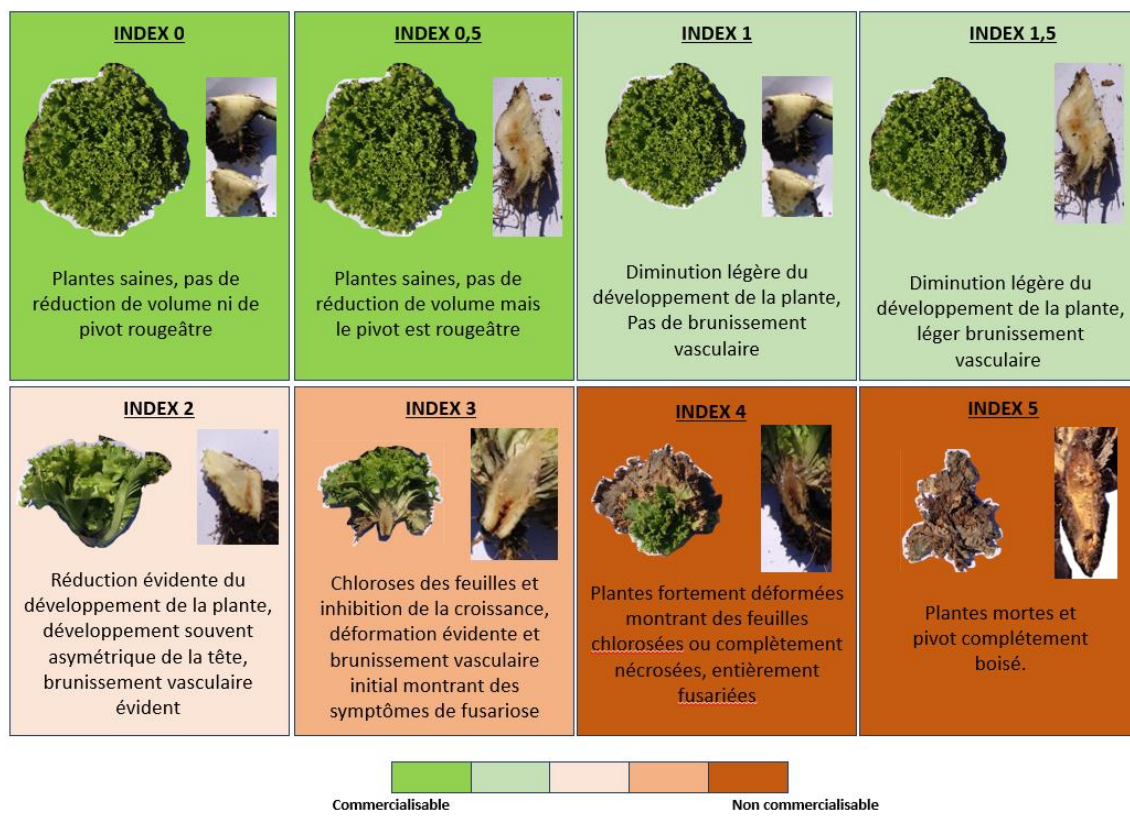 INDEX 0
Plantes saines, pas de
réduction de volume ni de
pivot rougeâtre
INDEX 0,5
Plantes saines, pas de
réduction de volume mais
le pivot est rougeâtre
INDEX 1
Diminution légère du
développement de la plante,
Pas de brunissement
vasculaire
INDEX 1,5
Diminution légère du
développement de la plante,
léger brunissement
vasculaire
INDEX 2
Réduction évidente du
développement de la plante,
développement souvent
asymétrique de la tête,
brunissement vasculaire
évident
INDEX 3
Chloroses des feuilles et
inhibition de la croissance,
déformation évidente et
brunissement vasculaire
initial montrant des
symptômes de fusariose
INDEX 4
Plantes fortement déformées
montrant des feuilles
chlorosées ou complètement
nécrosées, entièrement
fusariées
INDEX 5
Plantes mortes et
pivot complétement
boisé.
Commercialisable
Non commercialisable